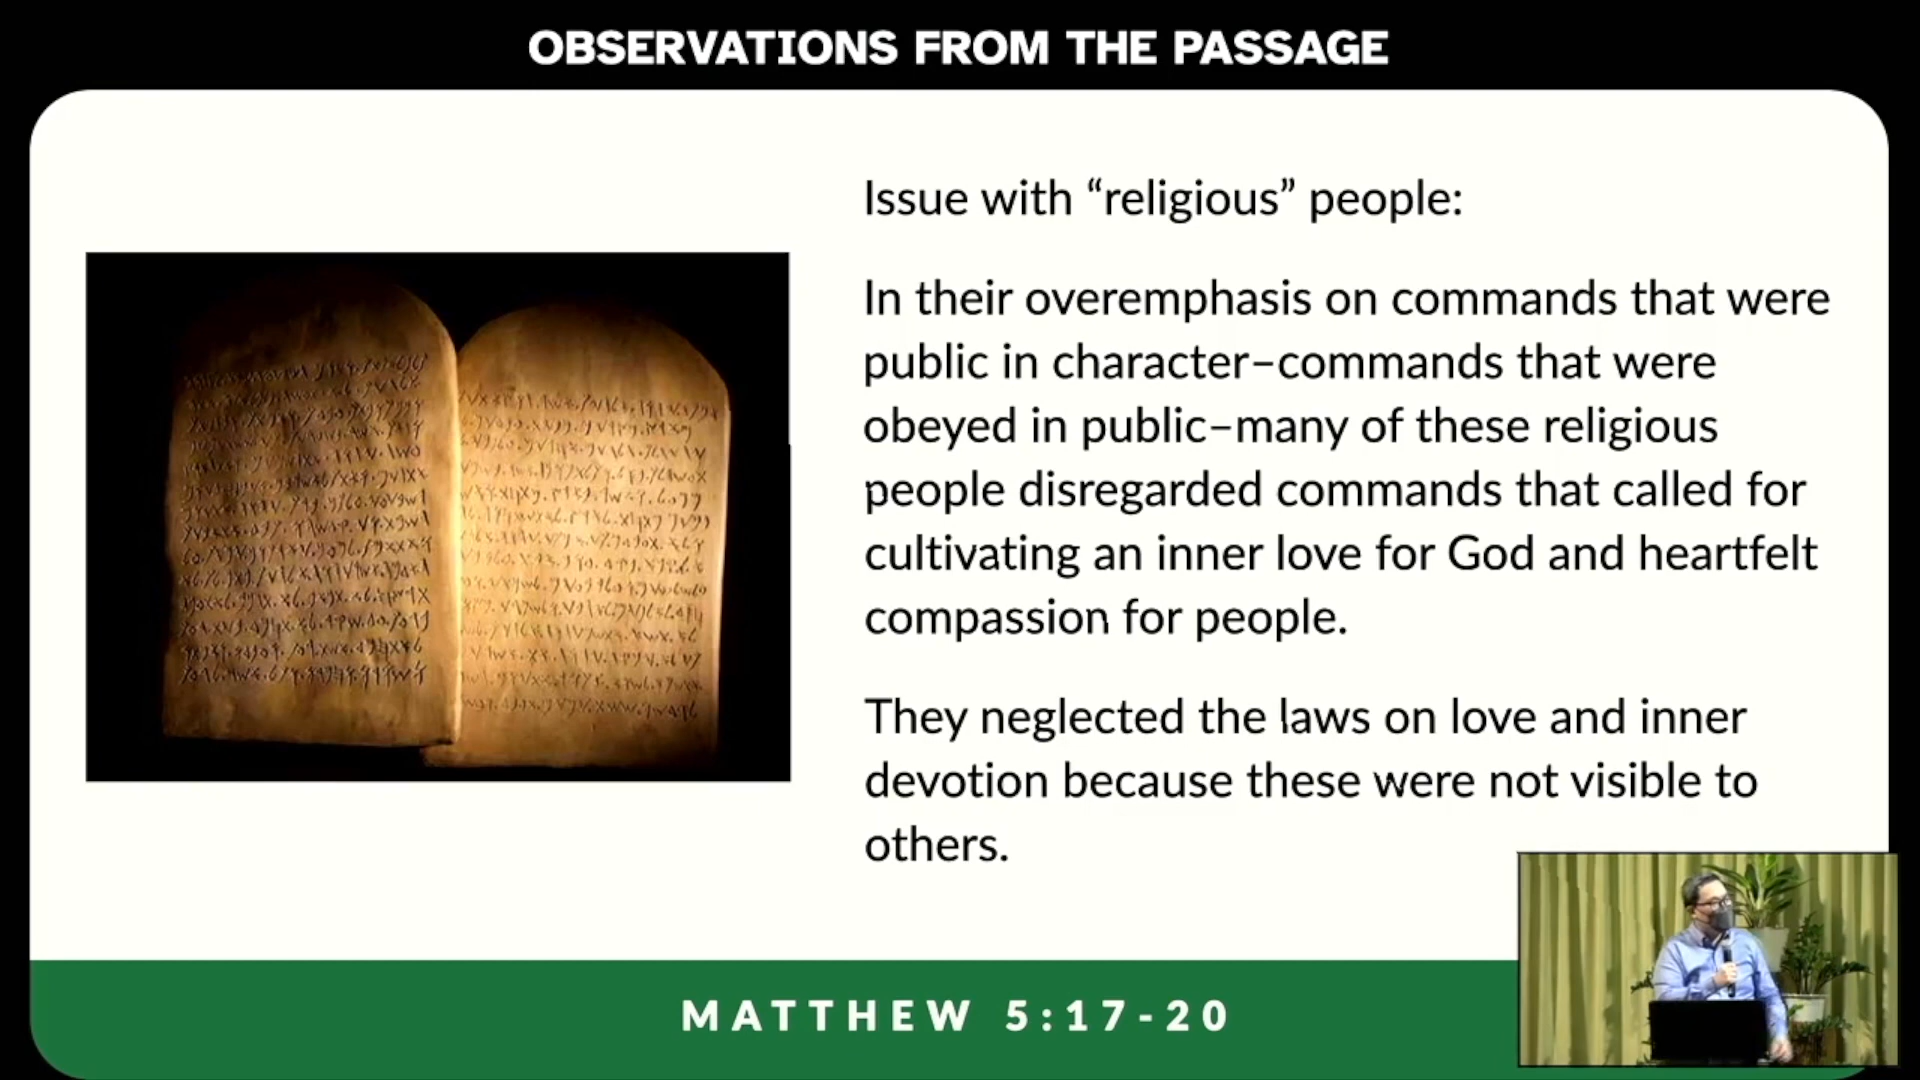 OBSERVATIONS FROM THE PASSAGE
Issue with “religious” people:
In their overemphasis on commands that were
public in character–commands that were
obeyed in public–many of these religious
people disregarded commands that called for
cultivating an inner love for God and heartfelt
compassion for people.
They neglected the laws on love and inner
devotion because these were not visible to
others.
MATTHEW 5:17-20